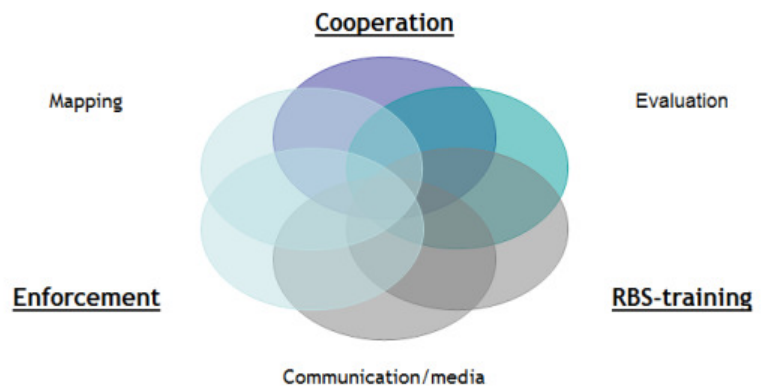 Cooperation
Mapping
Evaluation
Enforcement
RBS-training
Communication/media